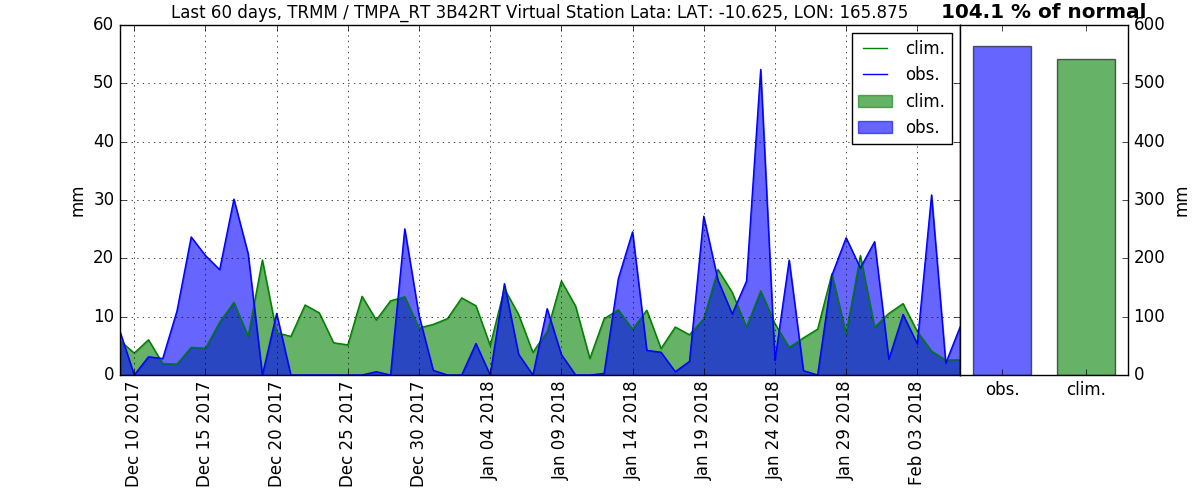 Last 60 days, TRMM / TMPA_RT 3B42RT Virtual Station Lata: LAT: -10.625, LON: 165.875
104.1 % of normal
60
50
40
30
20
10
0
mm
clim.
obs.
clim.
obs.
600
500
400
300
200
100
0
mm
Dec 10 2017
Dec 15 2017
Dec 20 2017
Dec 25 2017
Dec 30 2017
Jan 04 2018
Jan 09 2018
Jan 14 2018
Jan 19 2018
Jan 24 2018
Jan 29 2018
Feb 03 2018
obs.
clim.